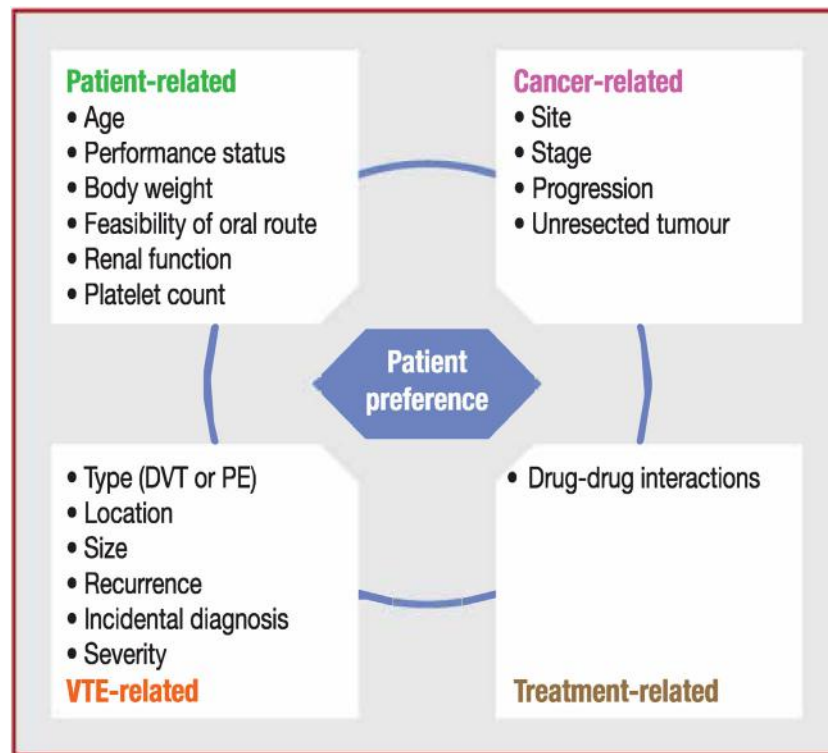 Patient-related
• Age
• Performance status
• Body weight
• Feasibility of oral route
• Renal function
• Platelet count
Cancer-related
• Site
• Stage
• Progression
• Unresected tumour
Patient
preference
• Type (DVT or PE)
• Location
• Size
• Recurrence
• Incidental diagnosis
• Severity
VTE-related
• Drug-drug interactions
Treatment-related